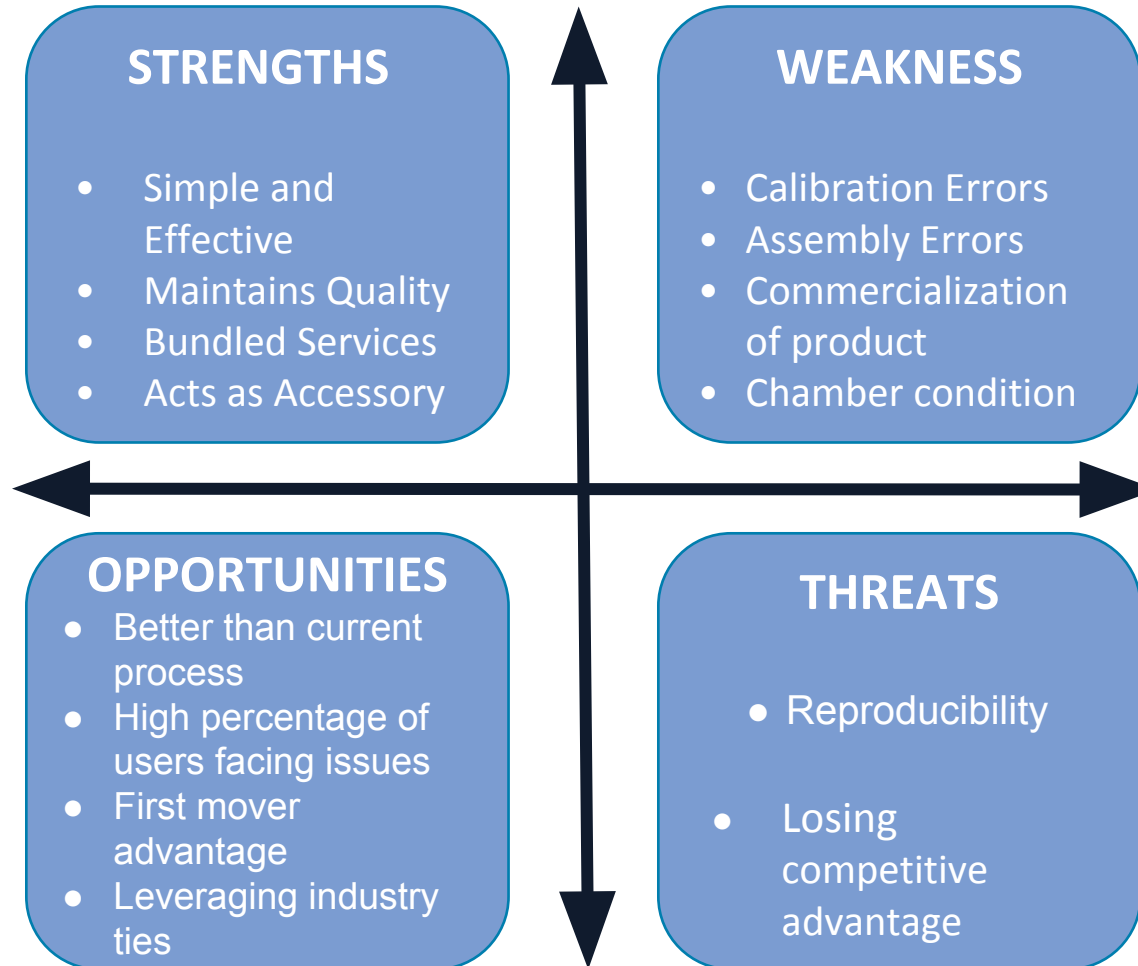 STRENGTHS
• Simple and
Effective
• Maintains Quality
• Bundled Services
• Acts as Accessory
WEAKNESS
• Calibration Errors
• Assembly Errors
• Commercialization
of product
• Chamber condition
OPPORTUNITIES
● Better than current
process
● High percentage of
users facing issues
● First mover
advantage
● Leveraging industry
ties
THREATS
● Reproducibility
● Losing
competitive
advantage